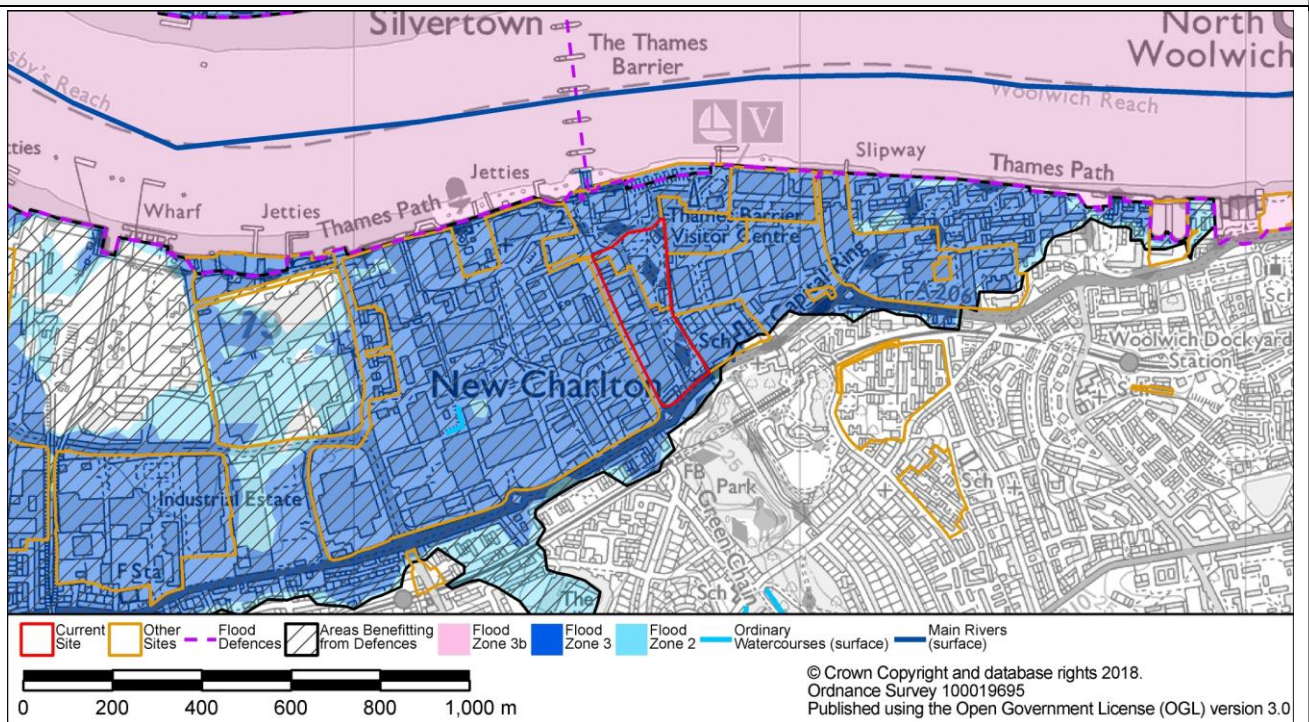 Silvertown
North
Woolwich
The Thames
Barrier
Woolwich Reach
Jetties
Slipway
Thames Path
Wharf
Jetties
Thames Path
Visitor Centre
A 206
Sch
Woolwich Dockyard
Station
New Charlton
FB
25
Park
Sch
Industrial Estate
F Sta
Sch
The
Current
Site
Other
Sites
Flood
Defences
Areas Benefitting
from Defences
Flood
Zone 3b
Flood
Zone 3
Flood
Zone 2
Ordinary
Watercourses (surface)
Main Rivers
(surface)
0 200 400 600 800 1,000 m
© Crown Copyright and database rights 2018.
Ordnance Survey 100019695
Published using the Open Government License (OGL) version 3.0